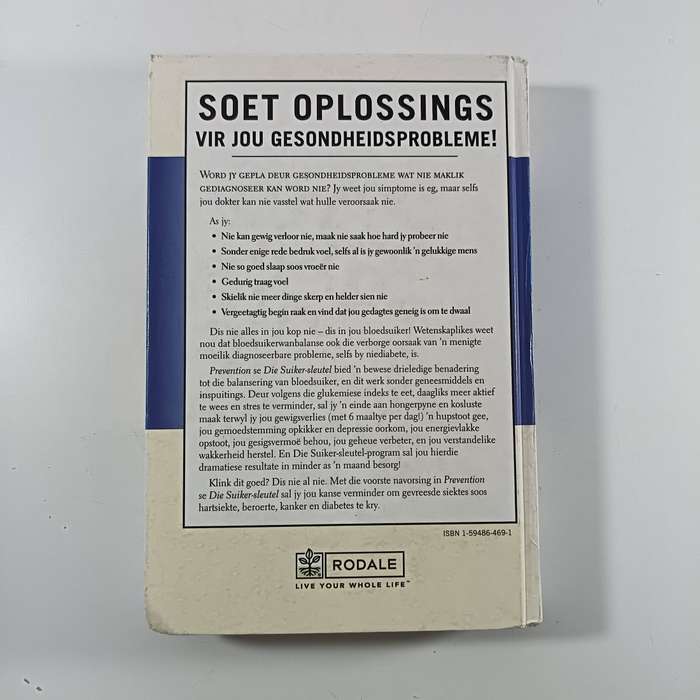 SOET OPLOSSINGS
VIR JOU GESONDHEIDSPROBLEME!
WORD JY GEPLA DEUR GESONDHEIDSPROBLEME WAT NIE MAKLIK
GEDIAGNOSEER KAN WORD NIE? Jy weet jou simptome is eg, maar selfs
jou dokter kan nie vasstel wat hulle veroorsaak nie.
As jy:
• Nie kan gewig verloor nie, maak nie saak hoe hard jy probeer nie
• Sonder enige rede bedruk voel, selfs al is jy gewoonlik 'n gelukkige mens
• Nie so goed slaap soos vroeër nie
• Gedurig traag voel
• Skielik nie meer dinge skerp en helder sien nie
• Vergeetagtig begin raak en vind dat jou gedagtes geneig is om te dwaal
Dis nie alles in jou kop nie – dis in jou bloedsuiker! Wetenskaplikes weet
nou dat bloedsuikerwanbalanse ook die verborge oorsaak van 'n menigte
moeilik diagnoseerbare probleme, selfs by niediabete, is.
Prevention se Die Suiker-sleutel bied 'n bewese drieledige benadering
tot die balansering van bloedsuiker, en dit werk sonder geneesmiddels en
inspuitings. Deur volgens die glukemiese indeks te eet, daagliks meer aktief
te wees en stres te verminder, sal jy 'n einde aan hongerpyne en kosluste
maak terwyl jy jou gewigsverlies (met 6 maaltye per dag!) 'n hupstoot gee,
jou gemoedstemming opkikker en depressie oorkom, jou energievlakke
opstoot, jou gesigsvermoë behou, jou geheue verbeter, en jou verstandelike
wakkerheid herstel. En Die Suiker-sleutel-program sal jou hierdie
dramatiese resultate in minder as 'n maand besorg!
Klink dit goed? Dis nie al nie. Met die voorste navorsing in Prevention
se Die Suiker-sleutel sal jy jou kanse verminder om gevreesde siektes soos
hartsiekte, beroerte, kanker en diabetes te kry.
ISBN 1-59486-469-1
RODALE
LIVE YOUR WHOLE LIFE™